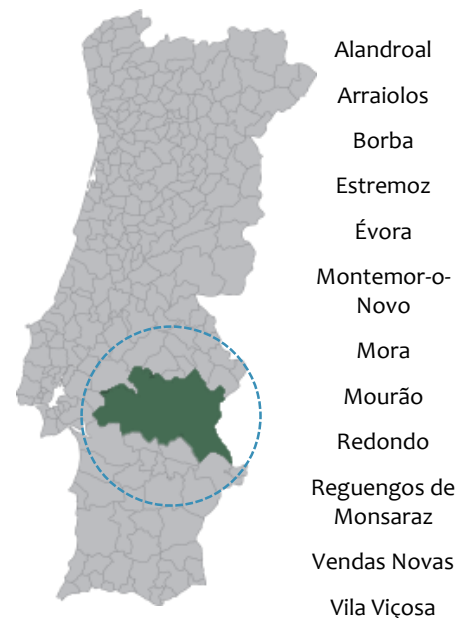 Alandroal
Arraiolos
Borba
Estremoz
Évora
Montemor-o-
Novo
Mora
Mourão
Redondo
Reguengos de
Monsaraz
Vendas Novas
Vila Viçosa